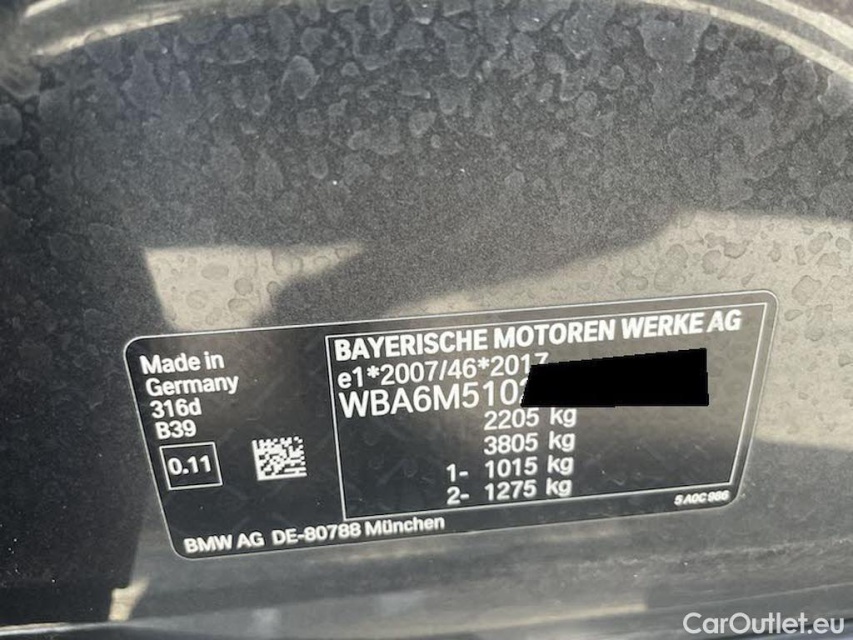 Made in
Germany
316d
B39
0.11
BAYERISCHE MOTOREN WERKE AG
e1*2007/46*2017
WBA6M510
2205 kg
3805 kg
1- 1015 kg
2- 1275 kg
5 A0C 986
BMW AG DE-80788 München
CarOutlet.eu